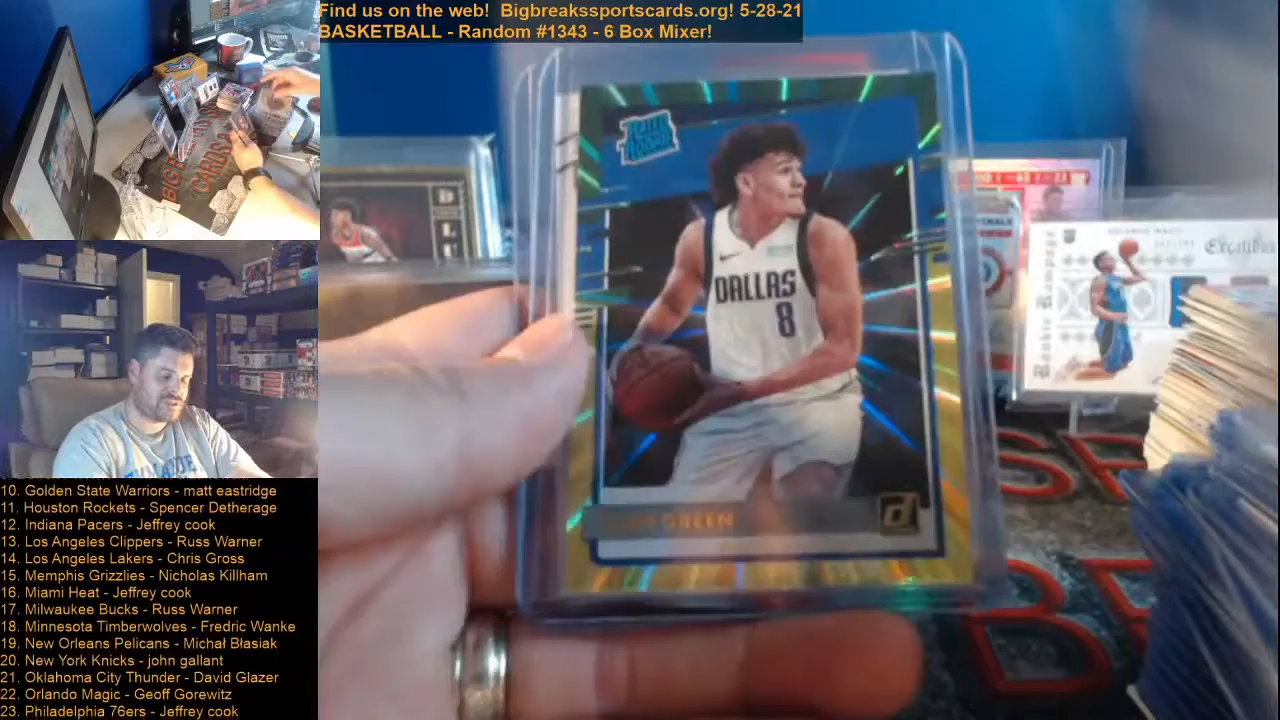 Find us on the web! Bigbreakssportscards.org! 5-28-21
BASKETBALL - Random #1343 - 6 Box Mixer!
RATED
ROOKIE
DALLAS
8
GREEN
d
ORLANDO MAGIC
Excalibu
Rookie Rampage
10. Golden State Warriors - matt eastridge
11. Houston Rockets - Spencer Detherage
12. Indiana Pacers - Jeffrey cook
13. Los Angeles Clippers - Russ Warner
14. Los Angeles Lakers - Chris Gross
15. Memphis Grizzlies - Nicholas Killham
16. Miami Heat - Jeffrey cook
17. Milwaukee Bucks - Russ Warner
18. Minnesota Timberwolves - Fredric Wanke
19. New Orleans Pelicans - Michał Błasiak
20. New York Knicks - john gallant
21. Oklahoma City Thunder - David Glazer
22. Orlando Magic - Geoff Gorewitz
23. Philadelphia 76ers - Jeffrey cook